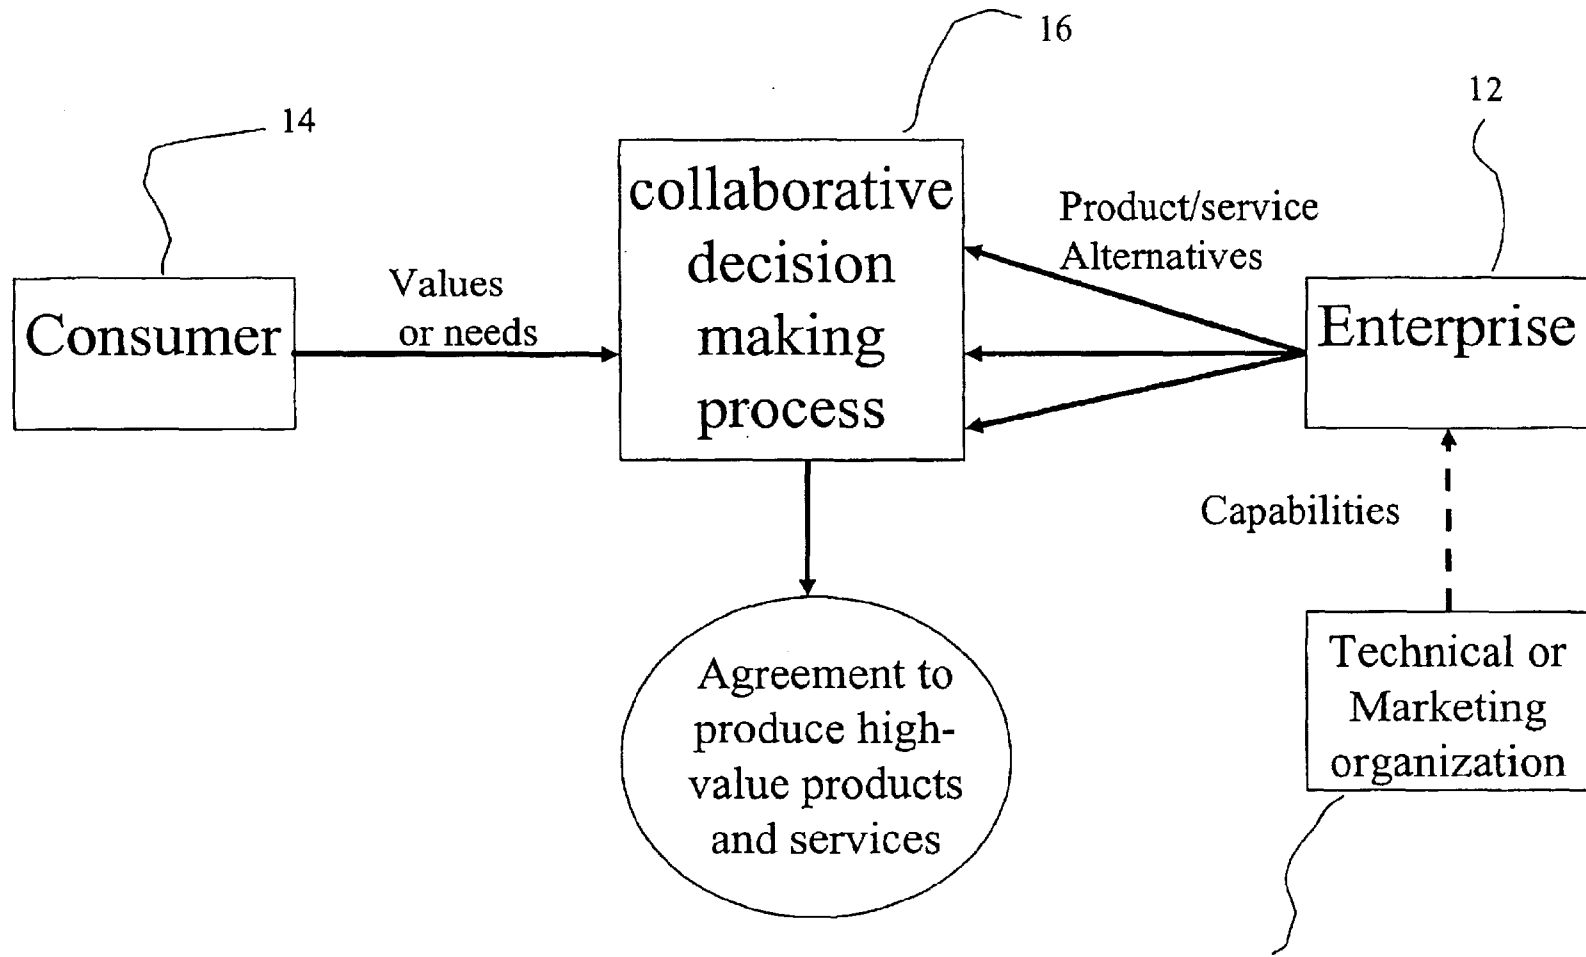 16
12
14
collaborative
decision
making
process
Product/service
Alternatives
Values
or needs
Consumer
Enterprise
Capabilities
Agreement to
produce high-
value products
and services
Technical or
Marketing
organization